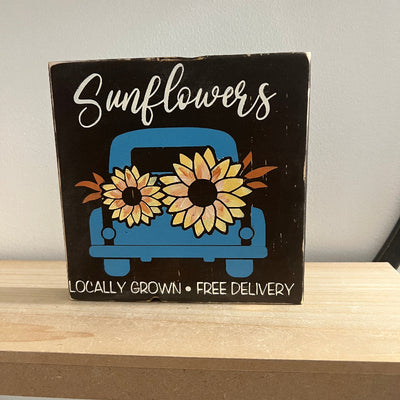 Sunflowers
LOCALLY GROWN • FREE DELIVERY